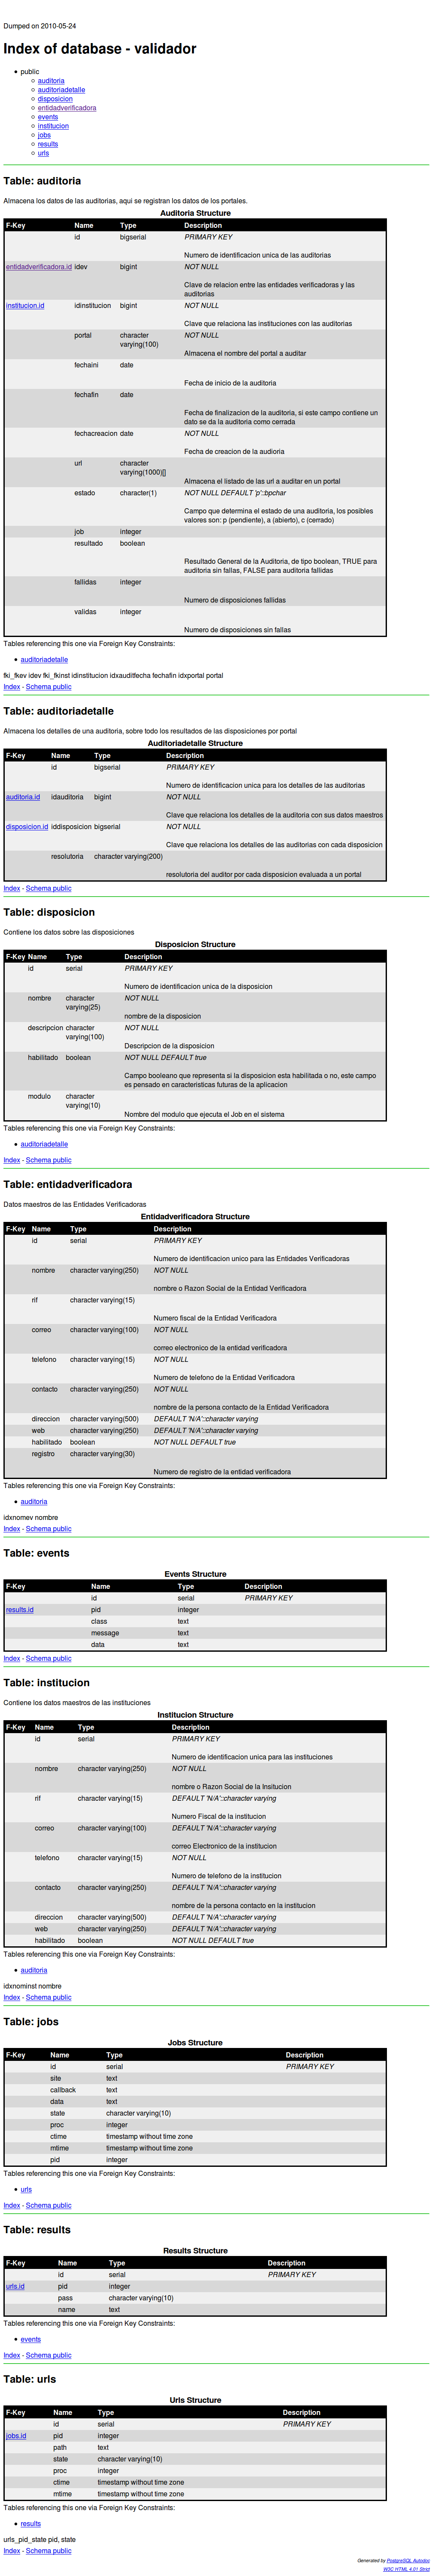 Dumped on 2010-05-24
Index of database - validador
public
auditoria
auditoriadetalle
disposicion
entidadverificadora
events
institucion
jobs
results
urls
Table: auditoria
Almacena los datos de las auditorias, aqui se registran los datos de los portales.
Auditoria Structure
F-Key Name Type Description
id bigserial PRIMARY KEY
Numero de identificacion unica de las auditorias
entidadverificadora.id idev bigint NOT NULL
Clave de relacion entre las entidades verificadoras y las
auditorias
institucion.id idinstitucion bigint NOT NULL
Clave que relaciona las instituciones con las auditorias
portal character NOT NULL
varying(100)
Almacena el nombre del portal a auditar
fechaini date
Fecha de inicio de la auditoria
fechafin date
Fecha de finalizacion de la auditoria, si este campo contiene un
dato se da la auditoria como cerrada
fechacreacion date NOT NULL
Fecha de creacion de la audioria
url character
varying(1000)[]
Almacena el listado de las url a auditar en un portal
estado character(1) NOT NULL DEFAULT 'p'::bpchar
Campo que determina el estado de una auditoria, los posibles
valores son: p (pendiente), a (abierto), c (cerrado)
job integer
resultado boolean
Resultado General de la Auditoria, de tipo boolean, TRUE para
auditoria sin fallas, FALSE para auditoria fallidas
fallidas integer
Numero de disposiciones fallidas
validas integer
Numero de disposiciones sin fallas
Tables referencing this one via Foreign Key Constraints:
auditoriadetalle
fki_fkev idev fki_fkinst idinstitucion idxauditfecha fechafin idxportal portal
Index - Schema public
Table: auditoriadetalle
Almacena los detalles de una auditoria, sobre todo los resultados de las disposiciones por portal
Auditoriadetalle Structure
F-Key Name Type Description
id bigserial PRIMARY KEY
Numero de identificacion unica para los detalles de las auditorias
auditoria.id idauditoria bigint NOT NULL
Clave que relaciona los detalles de la auditoria con sus datos maestros
disposicion.id iddisposicion bigserial NOT NULL
Clave que relaciona los detalles de las auditorias con cada disposicion
resolutoria character varying(200)
resolutoria del auditor por cada disposicion evaluada a un portal
Index - Schema public
Table: disposicion
Contiene los datos sobre las disposiciones
Disposicion Structure
F-Key Name Type Description
id serial PRIMARY KEY
Numero de identificacion unica de la disposicion
nombre character NOT NULL
varying(25)
nombre de la disposicion
descripcion character NOT NULL
varying(100)
Descripcion de la disposicion
habilitado boolean NOT NULL DEFAULT true
Campo booleano que representa si la disposicion esta habilitada o no, este campo
es pensado en caracteristicas futuras de la aplicacion
modulo character
varying(10)
Nombre del modulo que ejecuta el Job en el sistema
Tables referencing this one via Foreign Key Constraints:
auditoriadetalle
Index - Schema public
Table: entidadverificadora
Datos maestros de las Entidades Verificadoras
Entidadverificadora Structure
F-Key Name Type Description
id serial PRIMARY KEY
Numero de identificacion unico para las Entidades Verificadoras
nombre character varying(250) NOT NULL
nombre o Razon Social de la Entidad Verificadora
rif character varying(15)
Numero fiscal de la Entidad Verificadora
correo character varying(100) NOT NULL
correo electronico de la entidad verificadora
telefono character varying(15) NOT NULL
Numero de telefono de la Entidad Verificadora
contacto character varying(250) NOT NULL
nombre de la persona contacto de la Entidad Verificadora
direccion character varying(500) DEFAULT 'N/A'::character varying
web character varying(250) DEFAULT 'N/A'::character varying
habilitado boolean NOT NULL DEFAULT true
registro character varying(30)
Numero de registro de la entidad verificadora
Tables referencing this one via Foreign Key Constraints:
auditoria
idxnomev nombre
Index - Schema public
Table: events
Events Structure
F-Key Name Type Description
id serial PRIMARY KEY
results.id pid integer
class text
message text
data text
Index - Schema public
Table: institucion
Contiene los datos maestros de las instituciones
Institucion Structure
F-Key Name Type Description
id serial PRIMARY KEY
Numero de identificacion unica para las instituciones
nombre character varying(250) NOT NULL
nombre o Razon Social de la Insitucion
rif character varying(15) DEFAULT 'N/A'::character varying
Numero Fiscal de la institucion
correo character varying(100) DEFAULT 'N/A'::character varying
correo Electronico de la institucion
telefono character varying(15) NOT NULL
Numero de telefono de la institucion
contacto character varying(250) DEFAULT 'N/A'::character varying
nombre de la persona contacto en la institucion
direccion character varying(500) DEFAULT 'N/A'::character varying
web character varying(250) DEFAULT 'N/A'::character varying
habilitado boolean NOT NULL DEFAULT true
Tables referencing this one via Foreign Key Constraints:
auditoria
idxnominst nombre
Index - Schema public
Table: jobs
Jobs Structure
F-Key Name Type Description
id serial PRIMARY KEY
site text
callback text
data text
state character varying(10)
proc integer
ctime timestamp without time zone
mtime timestamp without time zone
pid integer
Tables referencing this one via Foreign Key Constraints:
urls
Index - Schema public
Table: results
Results Structure
F-Key Name Type Description
id serial PRIMARY KEY
urls.id pid integer
pass character varying(10)
name text
Tables referencing this one via Foreign Key Constraints:
events
Index - Schema public
Table: urls
Urls Structure
F-Key Name Type Description
id serial PRIMARY KEY
jobs.id pid integer
path text
state character varying(10)
proc integer
ctime timestamp without time zone
mtime timestamp without time zone
Tables referencing this one via Foreign Key Constraints:
results
urls_pid_state pid, state
Index - Schema public
Generated by PostgreSQL Autodoc
W3C HTML 4.01 Strict